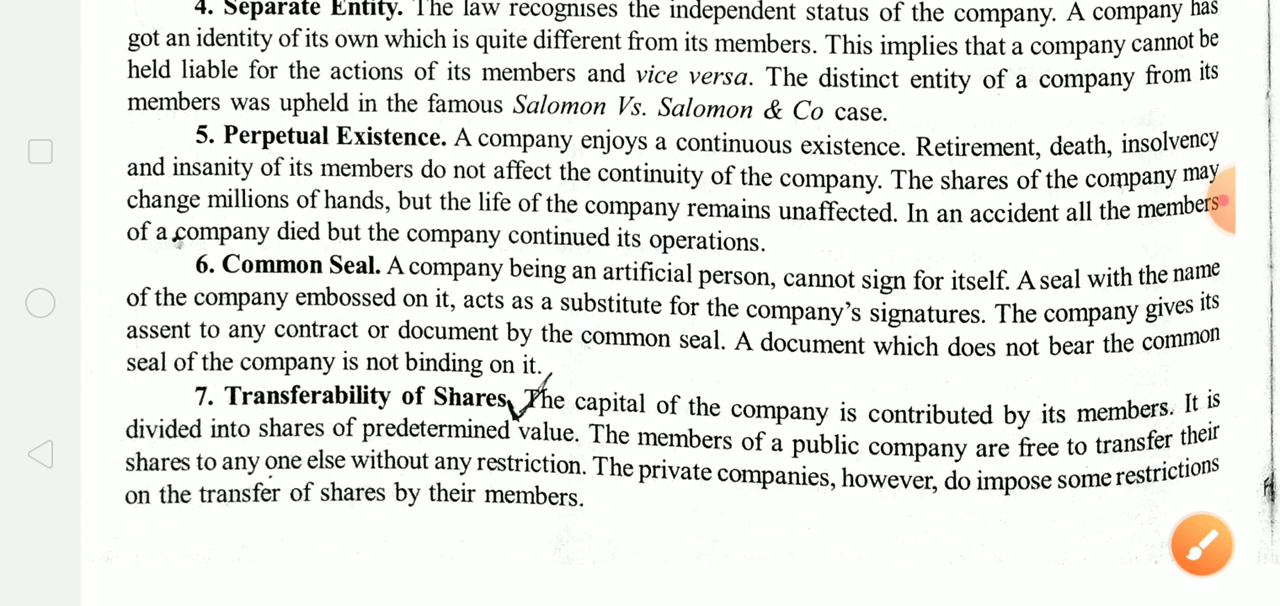 4. Separate Entity. The law recognises the independent status of the company. A company has
got an identity of its own which is quite different from its members. This implies that a company cannot be
held liable for the actions of its members and vice versa. The distinct entity of a company from its
members was upheld in the famous Salomon Vs. Salomon & Co case.
5. Perpetual Existence. A company enjoys a continuous existence. Retirement, death, insolvency
and insanity of its members do not affect the continuity of the company. The shares of the company may
change millions of hands, but the life of the company remains unaffected. In an accident all the members
of a company died but the company continued its operations.
6. Common Seal. A company being an artificial person, cannot sign for itself. A seal with the name
of the company embossed on it, acts as a substitute for the company's signatures. The company gives its
assent to any contract or document by the common seal. A document which does not bear the common
seal of the company is not binding on it.
7. Transferability of Shares. The capital of the company is contributed by its members. It is
divided into shares of predetermined value. The members of a public company are free to transfer their
shares to any one else without any restriction. The private companies, however, do impose some restrictions
on the transfer of shares by their members.